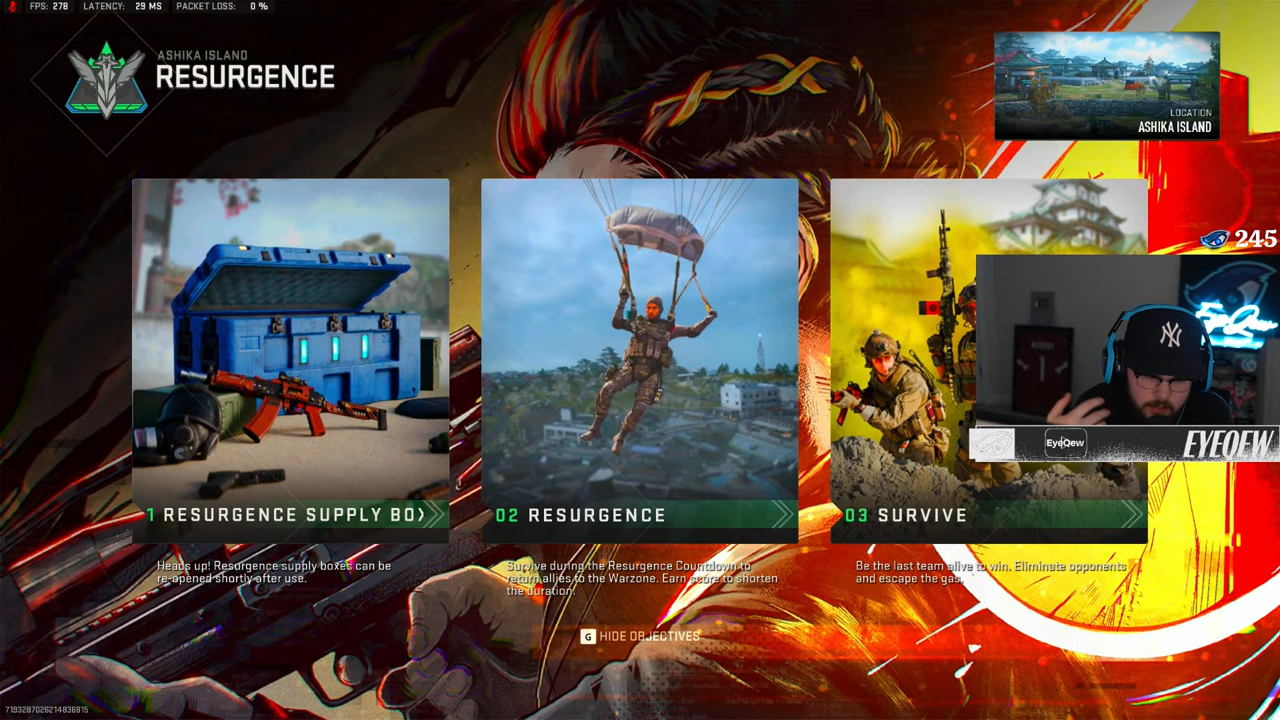 FPS: 278 LATENCY: 29 MS PACKET LOSS: 0 %
ASHIKA ISLAND
RESURGENCE
LOCATION
ASHIKA ISLAND
245
EyeQew
NY
EyeQew
EYEQEW
1 RESURGENCE SUPPLY BO
02 RESURGENCE
03 SURVIVE
Heads up! Resurgence supply boxes can be
re-opened shortly after use.
Survive during the Resurgence Countdown to
return allies to the Warzone. Earn score to shorten
the duration.
Be the last team alive to win. Eliminate opponents
and escape the gas.
G HIDE OBJECTIVES
7193287026214836815